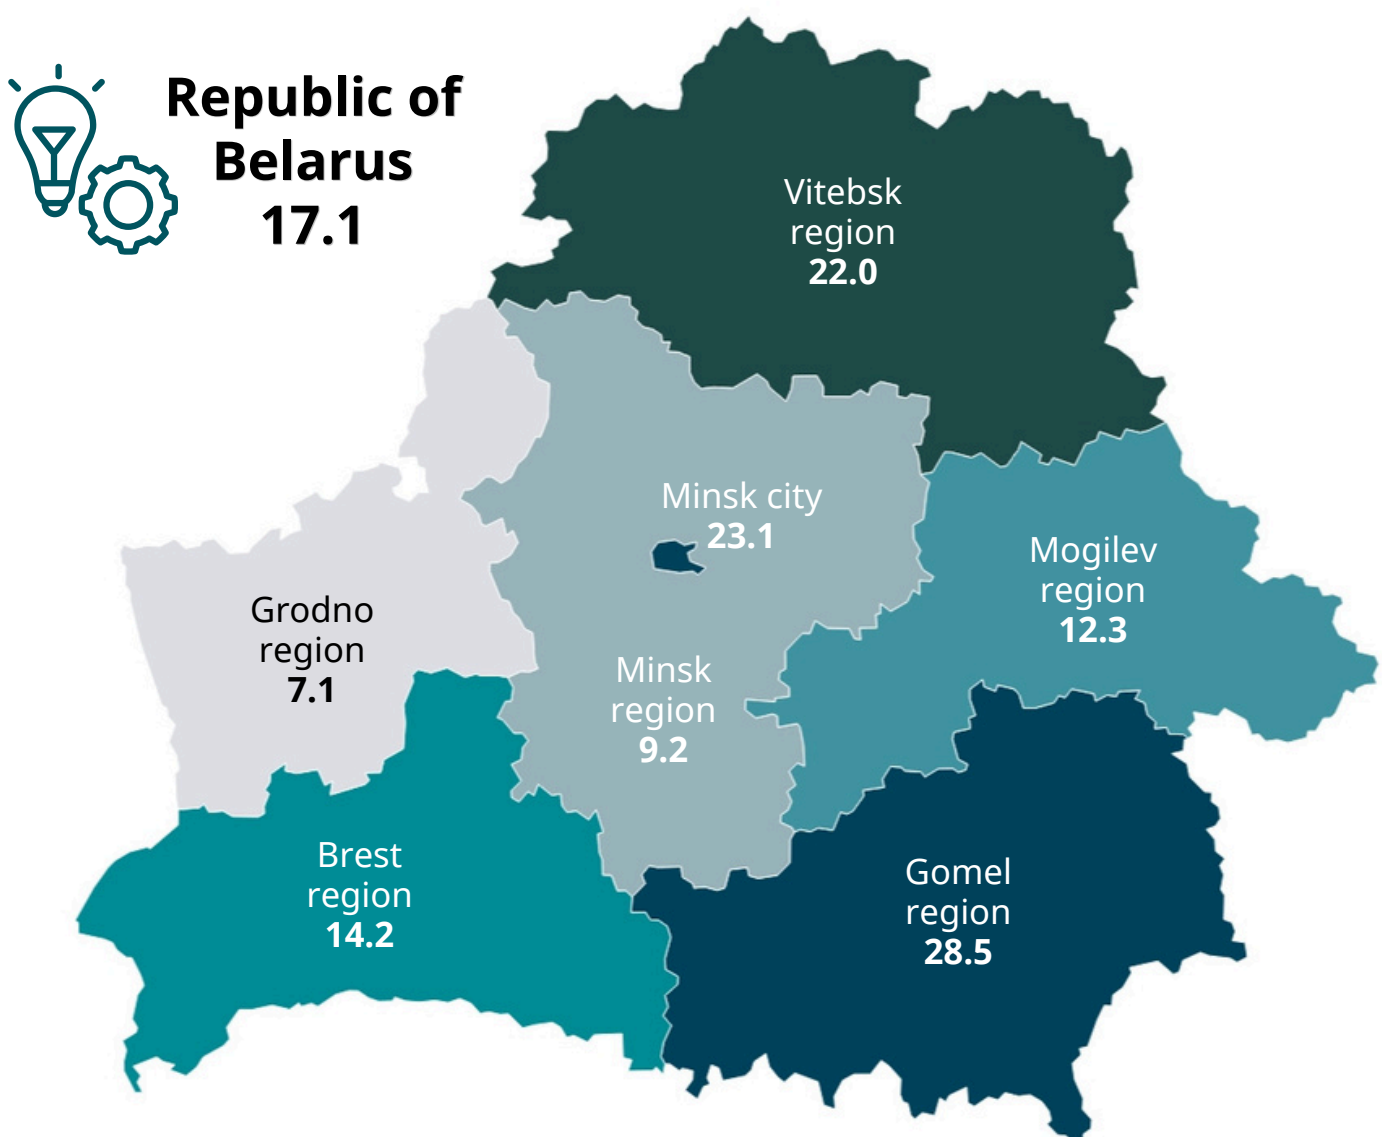 Republic of
Belarus
17.1
Vitebsk
region
22.0
Minsk city
23.1
Mogilev
region
12.3
Grodno
region
7.1
Minsk
region
9.2
Brest
region
14.2
Gomel
region
28.5